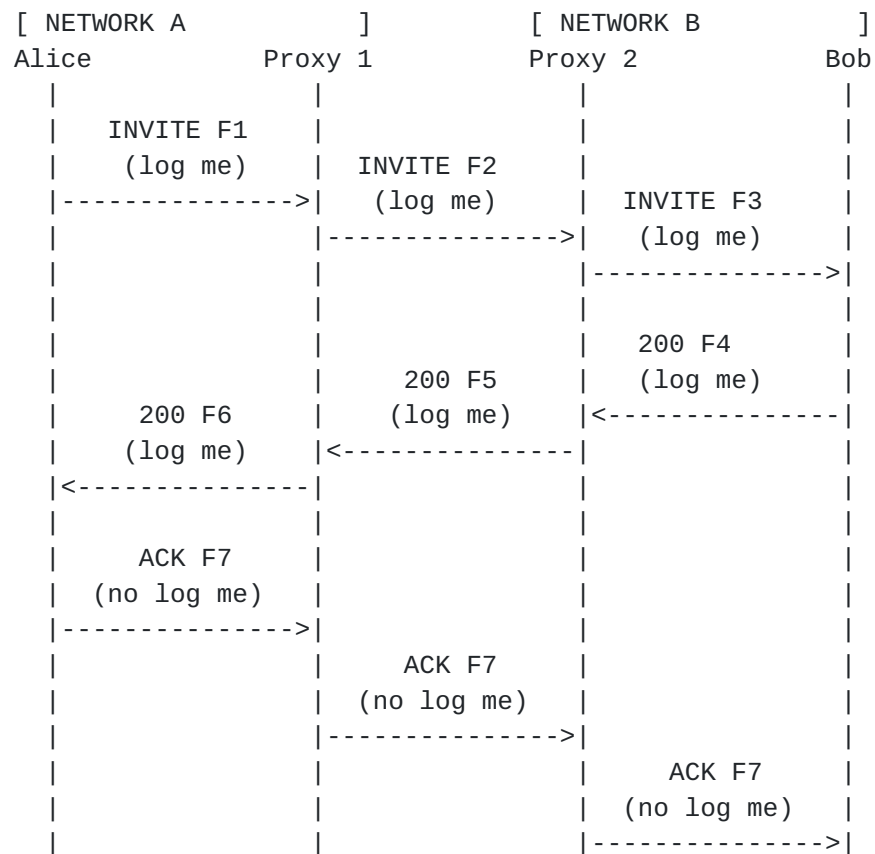 [ NETWORK A           ]          [ NETWORK B          ]
Alice           Proxy 1          Proxy 2            Bob
  |                |                |                |
  |   INVITE F1    |                |                |
  |    (log me)    |  INVITE F2     |                |
  |--------------->|   (log me)     |  INVITE F3     |
  |                |--------------->|   (log me)     |
  |                |                |--------------->|
  |                |                |                |
  |                |                |   200 F4       |
  |                |     200 F5     |   (log me)     |
  |     200 F6     |    (log me)    |<---------------|
  |    (log me)    |<---------------|                |
  |<---------------|                |                |
  |                |                |                |
  |     ACK F7     |                |                |
  |  (no log me)   |                |                |
  |--------------->|                |                |
  |                |     ACK F7     |                |
  |                |  (no log me)   |                |
  |                |--------------->|                |
  |                |                |     ACK F7     |
  |                |                |  (no log me)   |
  |                |                |--------------->|